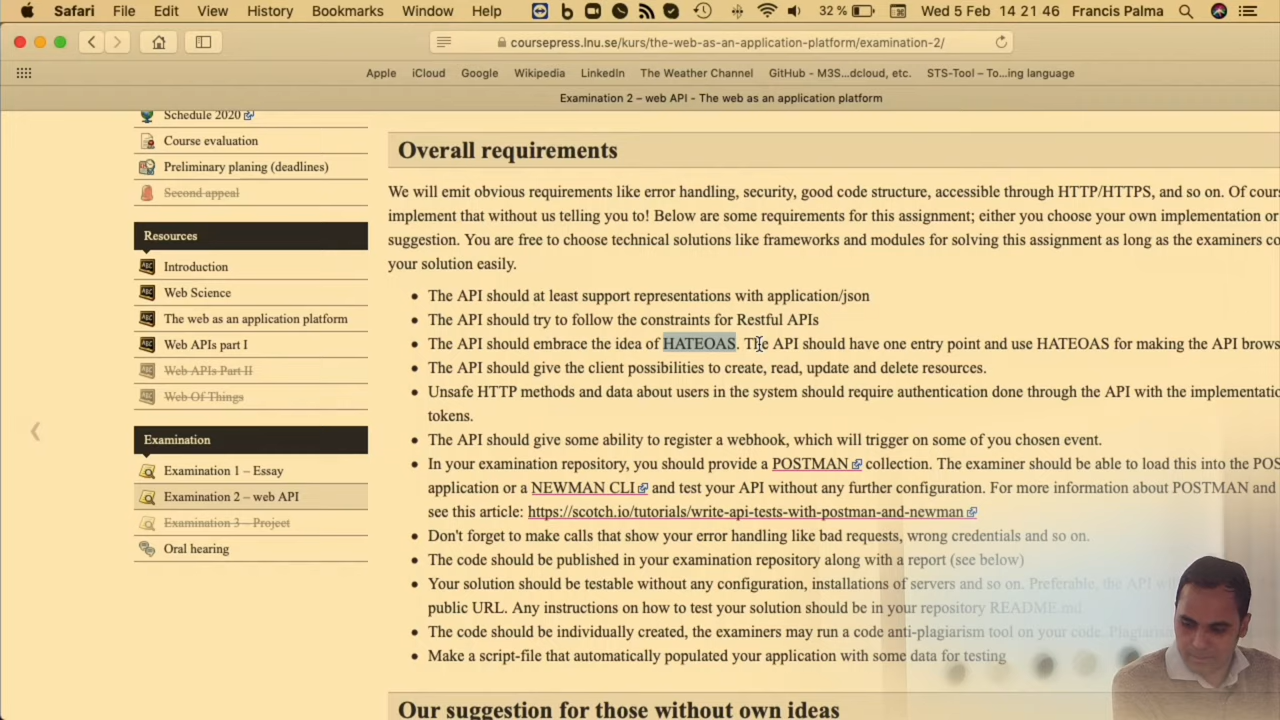 Safari File Edit View History Bookmarks Window Help 32 % Wed 5 Feb 14 21 46 Francis Palma
coursepress.lnu.se/kurs/the-web-as-an-application-platform/examination-2/
Apple iCloud Google Wikipedia LinkedIn The Weather Channel GitHub - M3S...dcloud, etc. STS-Tool – To...ing language
Examination 2 – web API - The web as an application platform
Schedule 2020
Course evaluation
Preliminary planing (deadlines)
Second appeal
Resources
Introduction
Web Science
The web as an application platform
Web APIs part I
Web APIs Part II
Web Of Things
Examination
Examination 1 – Essay
Examination 2 – web API
Examination 3 – Project
Oral hearing
Overall requirements
We will emit obvious requirements like error handling, security, good code structure, accessible through HTTP/HTTPS, and so on. Of cours
implement that without us telling you to! Below are some requirements for this assignment; either you choose your own implementation or
suggestion. You are free to choose technical solutions like frameworks and modules for solving this assignment as long as the examiners co
your solution easily.
• The API should at least support representations with application/json
• The API should try to follow the constraints for Restful APIs
• The API should embrace the idea of HATEOAS. The API should have one entry point and use HATEOAS for making the API brows
• The API should give the client possibilities to create, read, update and delete resources.
• Unsafe HTTP methods and data about users in the system should require authentication done through the API with the implementatio
tokens.
• The API should give some ability to register a webhook, which will trigger on some of you chosen event.
• In your examination repository, you should provide a POSTMAN collection. The examiner should be able to load this into the POS
application or a NEWMAN CLI and test your API without any further configuration. For more information about POSTMAN and
see this article: https://scotch.io/tutorials/write-api-tests-with-postman-and-newman
• Don't forget to make calls that show your error handling like bad requests, wrong credentials and so on.
• The code should be published in your examination repository along with a report (see below)
• Your solution should be testable without any configuration, installations of servers and so on. Preferable, the API wi
public URL. Any instructions on how to test your solution should be in your repository README.md
• The code should be individually created, the examiners may run a code anti-plagiarism tool on your code.
• Make a script-file that automatically populated your application with some data for testing
Our suggestion for those without own ideas